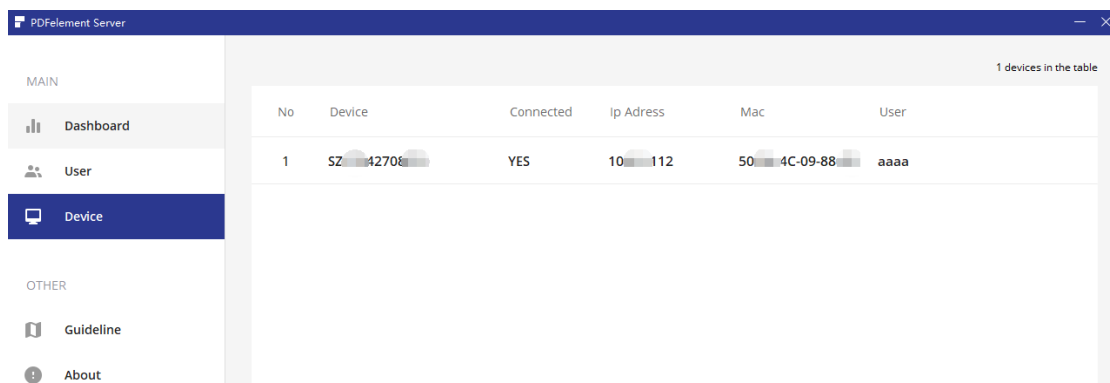 PDFelement Server
1 devices in the table
MAIN
Dashboard
User
Device
OTHER
Guideline
About
No Device Connected Ip Adress Mac User
1 YES aaaa